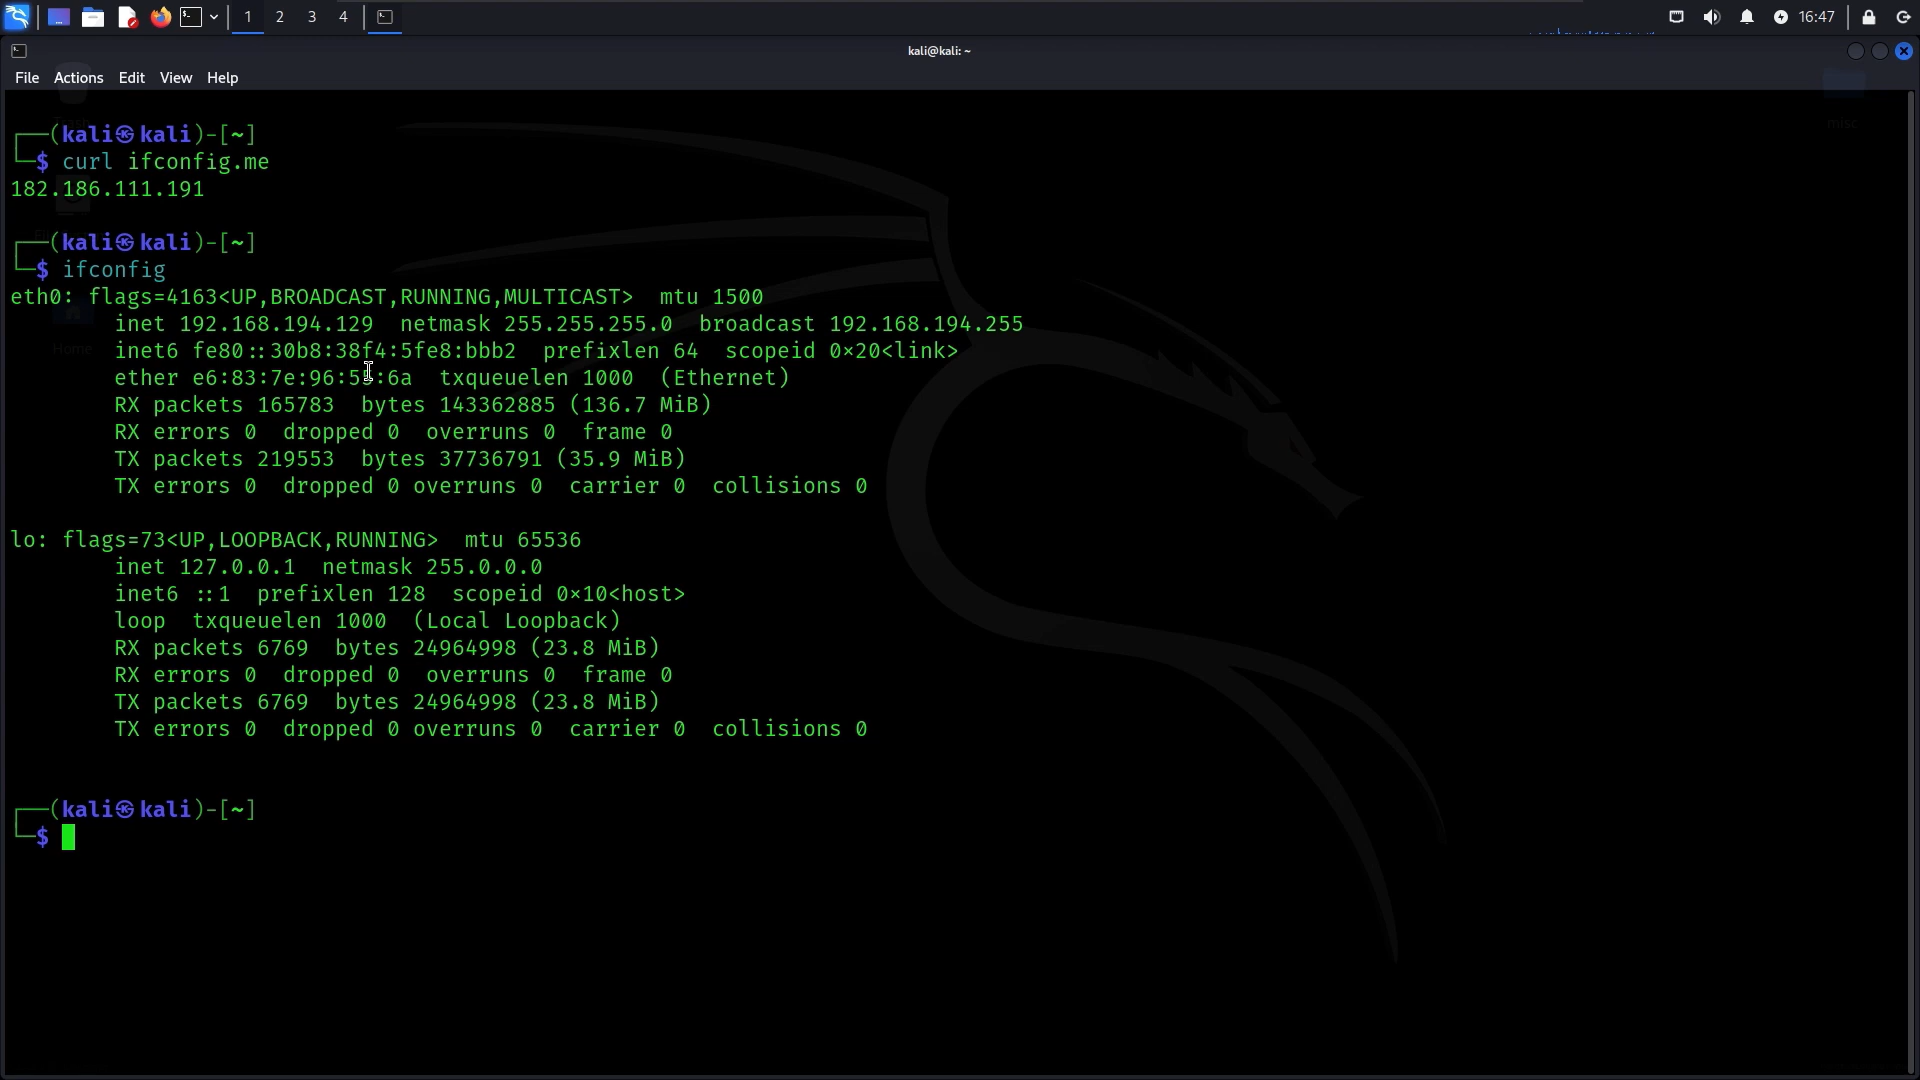 1 2 3 4 16:47
kali@kali: ~
File Actions Edit View Help
┌──(kali㉿kali)-[~]
└─$ curl ifconfig.me
182.186.111.191
┌──(kali㉿kali)-[~]
└─$ ifconfig
eth0: flags=4163<UP,BROADCAST,RUNNING,MULTICAST>  mtu 1500
        inet 192.168.194.129  netmask 255.255.255.0  broadcast 192.168.194.255
        inet6 fe80::30b8:38f4:5fe8:bbb2  prefixlen 64  scopeid 0×20<link>
        ether  txqueuelen 1000  (Ethernet)
        RX packets 165783  bytes 143362885 (136.7 MiB)
        RX errors 0  dropped 0  overruns 0  frame 0
        TX packets 219553  bytes 37736791 (35.9 MiB)
        TX errors 0  dropped 0 overruns 0  carrier 0  collisions 0
lo: flags=73<UP,LOOPBACK,RUNNING>  mtu 65536
        inet 127.0.0.1  netmask 255.0.0.0
        inet6 ::1  prefixlen 128  scopeid 0×10<host>
        loop  txqueuelen 1000  (Local Loopback)
        RX packets 6769  bytes 24964998 (23.8 MiB)
        RX errors 0  dropped 0  overruns 0  frame 0
        TX packets 6769  bytes 24964998 (23.8 MiB)
        TX errors 0  dropped 0 overruns 0  carrier 0  collisions 0
┌──(kali㉿kali)-[~]
└─$
Home
misc